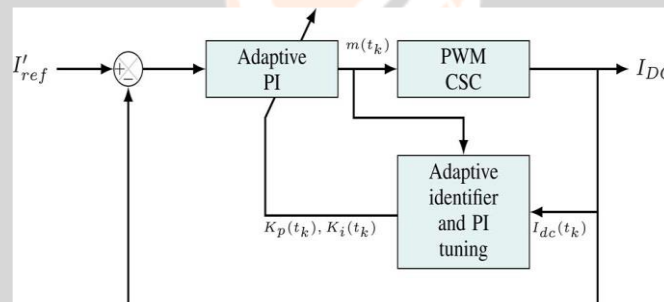 I'ref
+
−
Adaptive
PI
m(tk)
PWM
CSC
IDC
Adaptive
identifier
and PI
tuning
Kp(tk), Ki(tk)
Idc(tk)